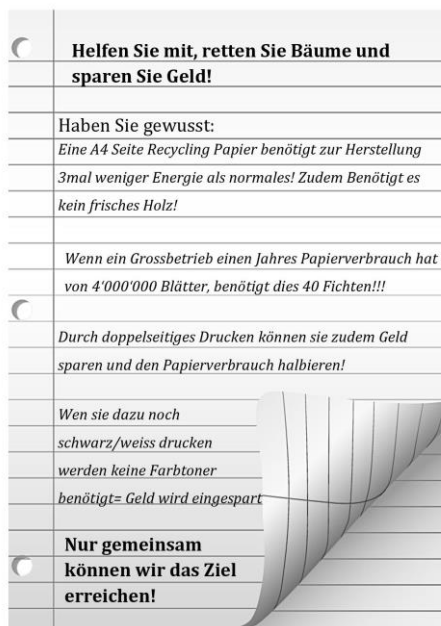 Helfen Sie mit, retten Sie Bäume und
sparen Sie Geld!
Haben Sie gewusst:
Eine A4 Seite Recycling Papier benötigt zur Herstellung
3mal weniger Energie als normales! Zudem Benötigt es
kein frisches Holz!
Wenn ein Grossbetrieb einen Jahres Papierverbrauch hat
von 4'000'000 Blätter, benötigt dies 40 Fichten!!!
Durch doppelseitiges Drucken können sie zudem Geld
sparen und den Papierverbrauch halbieren!
Wen sie dazu noch
schwarz/weiss drucken
werden keine Farbtoner
benötigt= Geld wird eingespart
Nur gemeinsam
können wir das Ziel
erreichen!